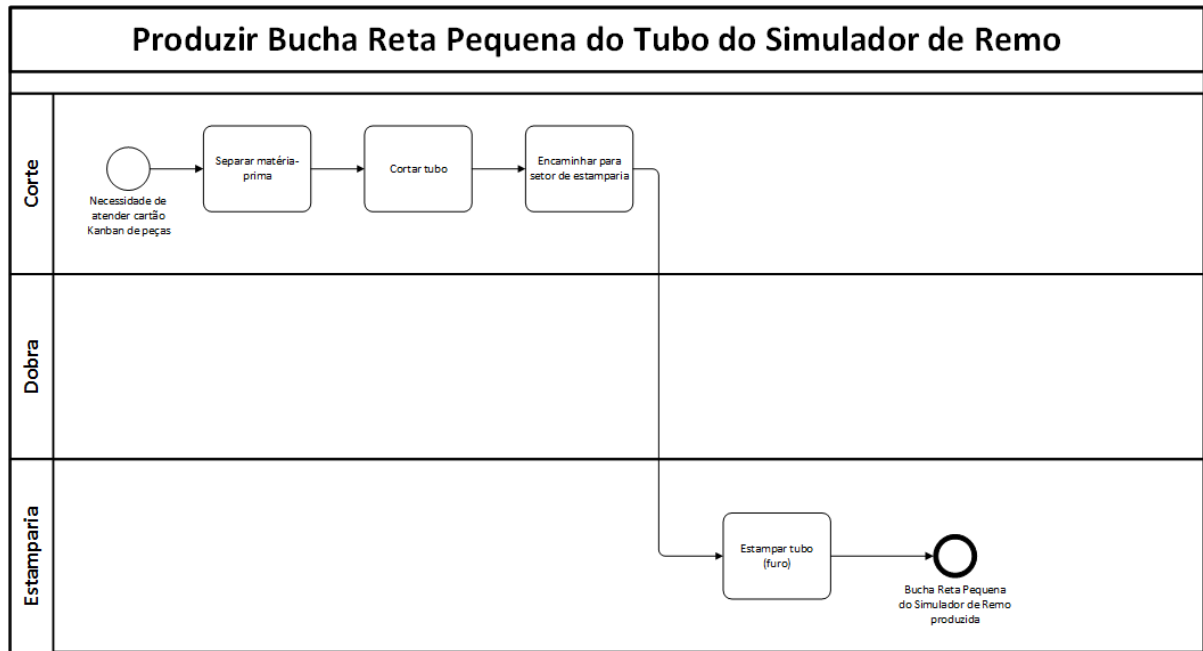 Produzir Bucha Reta Pequena do Tubo do Simulador de Remo
Corte
Necessidade de
atender cartão
Kanban de peças
Separar matéria-
prima
Cortar tubo
Encaminhar para
setor de estamparia
Dobra
Estamparia
Estampar tubo
(furo)
Bucha Reta Pequena
do Simulador de Remo
produzida